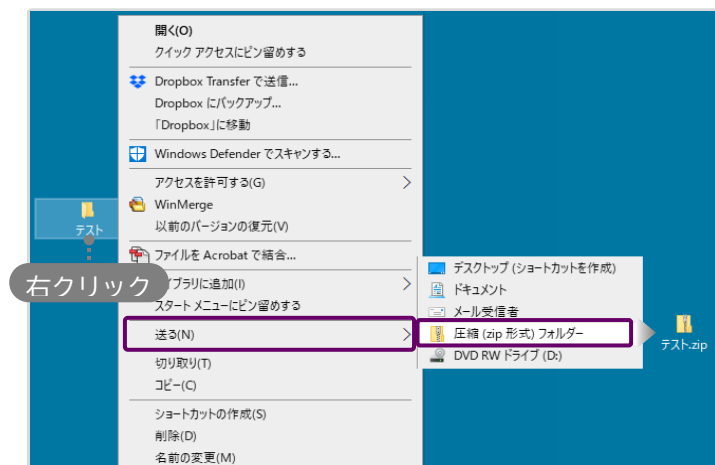 開く(O)
クイック アクセスにピン留めする
Dropbox Transfer で送信...
Dropbox にバックアップ...
「Dropbox」に移動
Windows Defender でスキャンする...
アクセスを許可する(G)
WinMerge
以前のバージョンの復元(V)
テスト
ファイルを Acrobat で結合...
右クリック
イブラリに追加(I)
スタート メニューにピン留めする
送る(N)
デスクトップ (ショートカットを作成)
ドキュメント
メール受信者
圧縮 (zip 形式) フォルダー
DVD RW ドライブ (D:)
テスト.zip
切り取り(T)
コピー(C)
ショートカットの作成(S)
削除(D)
名前の変更(M)